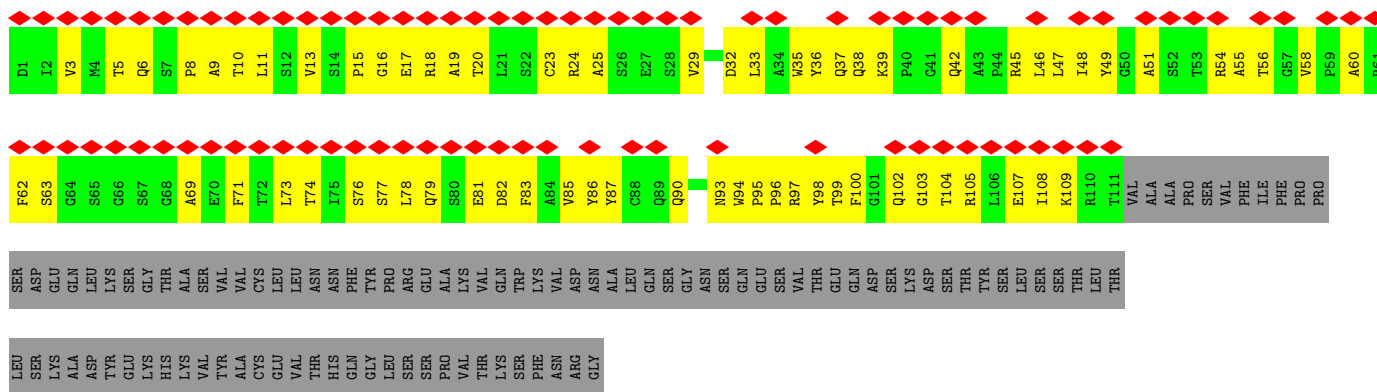 D1 I2 V3 M4 T5 Q6 S7 P8 A9 T10 L11 S12 V13 S14 P15 G16 E17 R18 A19 T20 L21 S22 C23 R24 A25 S26 E27 S28 V29 D32 L33 A34 W35 Y36 Q37 Q38 K39 P40 G41 Q42 A43 P44 R45 L46 L47 I48 Y49 G50 A51 S52 T53 R54 A55 T56 G57 V58 P59 A60
F62 S63 G64 S65 G66 S67 G68 A69 E70 F71 T72 L73 T74 I75 S76 S77 L78 Q79 S80 E81 D82 F83 A84 V85 Y86 Y87 C88 Q89 Q90 N93 W94 P95 P96 R97 Y98 T99 F100 G101 Q102 G103 T104 R105 L106 E107 I108 K109 R110 T111 VAL ALA ALA PRO SER VAL PHE ILE PHE PRO PRO
SER ASP GLU GLN LEU LYS SER GLY THR ALA SER VAL VAL CYS LEU LEU ASN ASN PHE TYR PRO ARG GLU ALA LYS VAL GLN TRP LYS VAL ASP ASN ALA LEU GLN SER GLY ASN SER GLN GLU SER VAL THR GLU GLN ASP SER LYS ASP SER THR TYR SER LEU SER SER THR LEU THR
LEU SER LYS ALA ASP TYR GLU LYS HIS LYS VAL TYR ALA CYS GLU VAL THR HIS GLN GLY LEU SER SER PRO VAL THR LYS SER PHE ASN ARG GLY